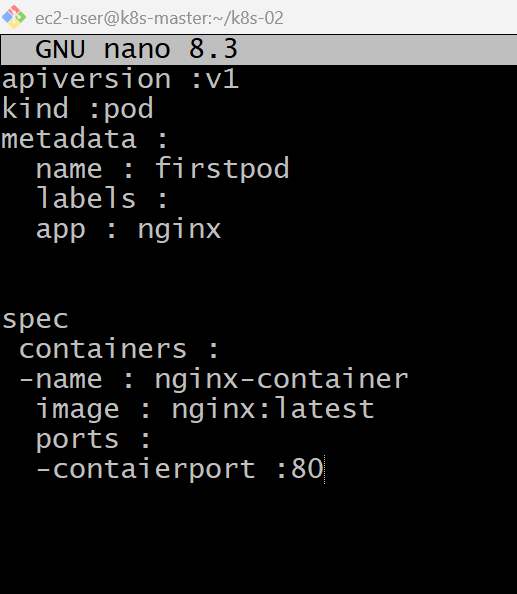 ec2-user@k8s-master:~/k8s-02
GNU nano 8.3
apiversion :v1
kind :pod
metadata :
  name : firstpod
  labels :
  app : nginx
spec
 containers :
 -name : nginx-container
  image : nginx:latest
  ports :
  -contaierport :80